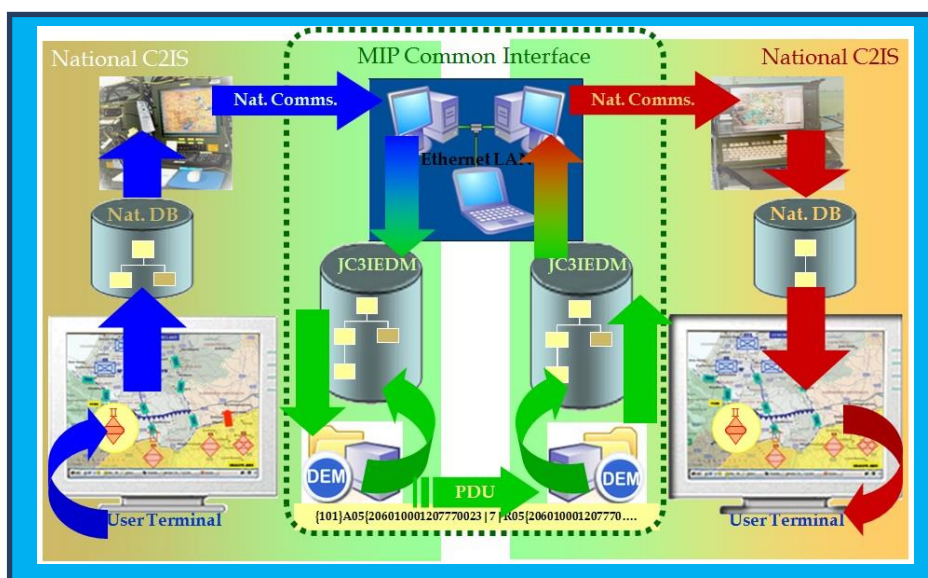 National C2IS
MIP Common Interface
National C2IS
Nat. Comms.
Nat. Comms.
Ethernet LAN
Nat. DB
Nat. DB
JC3IEDM
JC3IEDM
DEM
PDU
DEM
{101}A05{206010001207770023|7|R05{206010001207770....
User Terminal
User Terminal